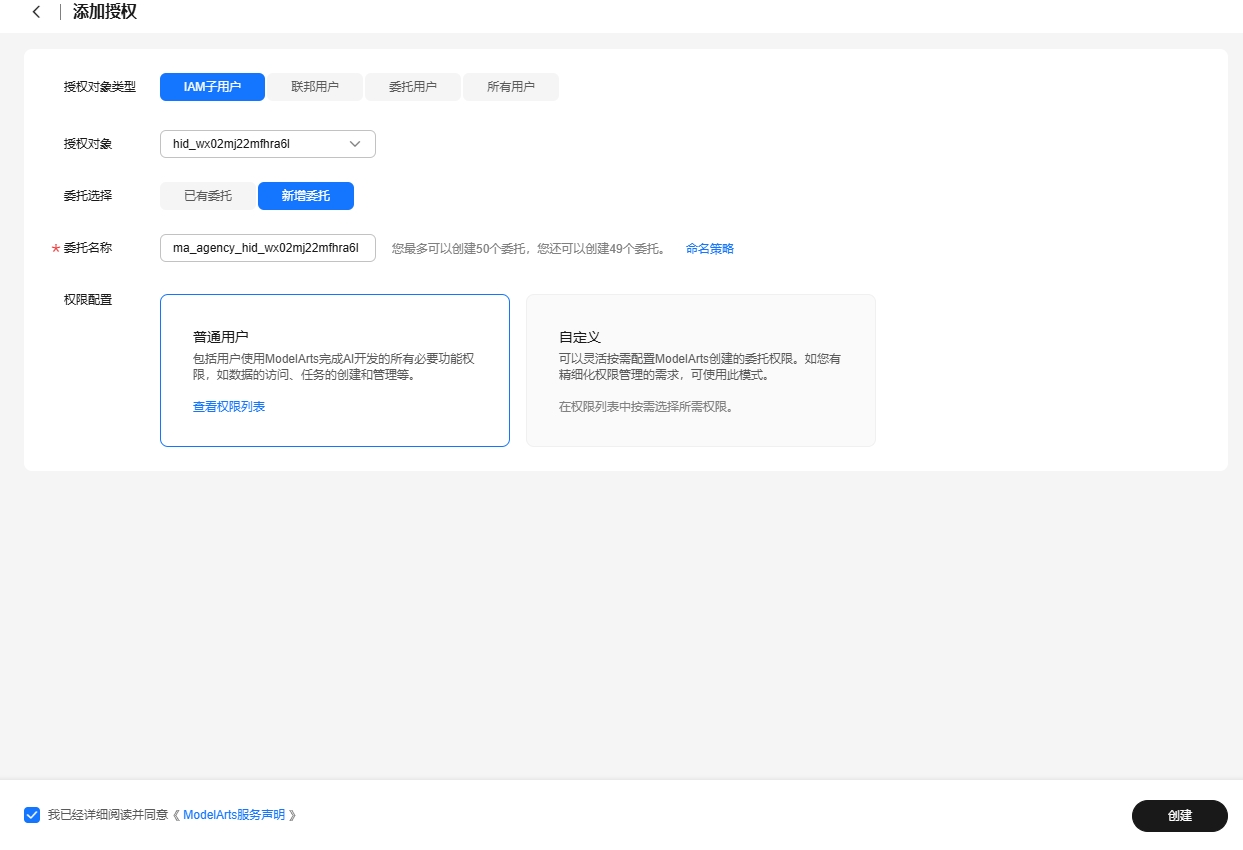 添加授权
授权对象类型 IAM子用户 联邦用户 委托用户 所有用户
授权对象 hid_wx02mj22mfhra6l
委托选择 已有委托 新增委托
* 委托名称 ma_agency_hid_wx02mj22mfhra6l 您最多可以创建50个委托，您还可以创建49个委托。 命名策略
权限配置
普通用户
包括用户使用ModelArts完成AI开发的所有必要功能权
限，如数据的访问、任务的创建和管理等。
查看权限列表
自定义
可以灵活按需配置ModelArts创建的委托权限。如您有
精细化权限管理的需求，可使用此模式。
在权限列表中按需选择所需权限。
我已经详细阅读并同意《 ModelArts服务声明 》
创建